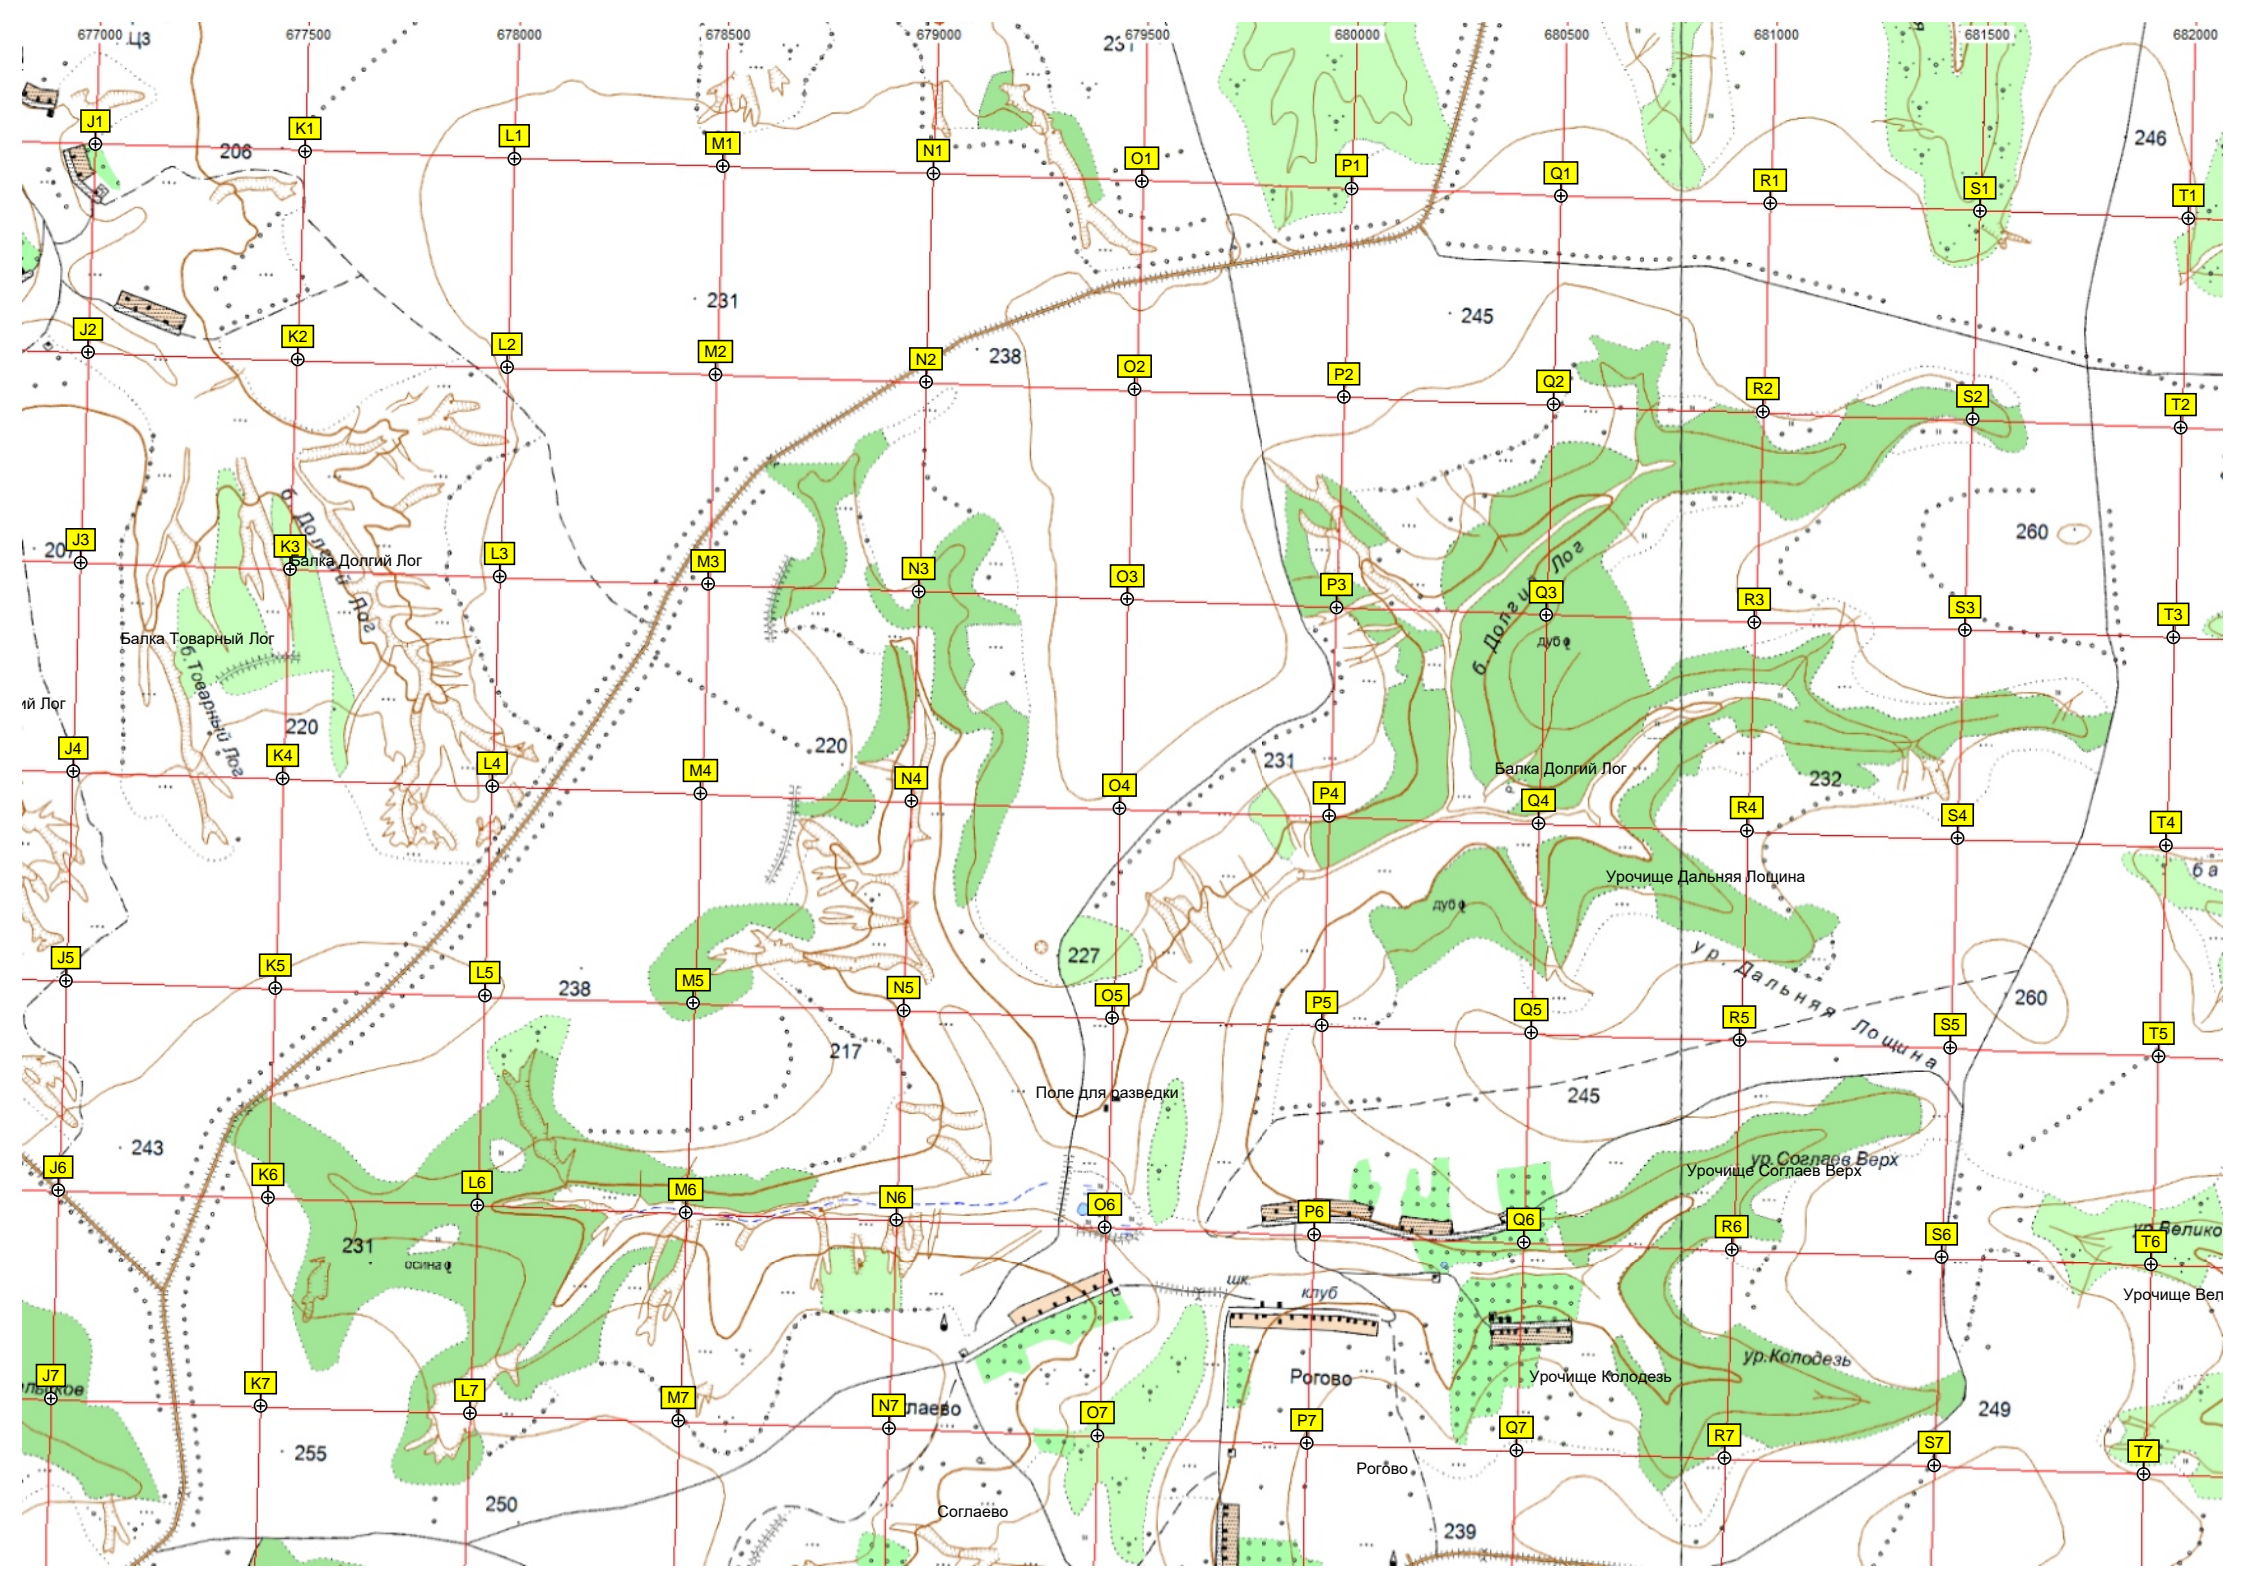 677000 677500 678000 678500 679000 679500 680000 680500 681000 681500 682000
J1 K1 L1 M1 N1 O1 P1 Q1 R1 S1 T1
206 246
231 245
J2 K2 L2 M2 N2 O2 P2 Q2 R2 S2 T2
238
б. Долгий Лог
260
J3 K3 L3 M3 N3 O3 P3 Q3 R3 S3 T3
Балка Долгий Лог
б. Долгий Лог
дуб
Балка Товарный Лог
б. Товарный Лог
ий Лог
220 220 231 232
Балка Долгий Лог
J4 K4 L4 M4 N4 O4 P4 Q4 R4 S4 T4
Урочище Дальняя Лощина
ба
дуб
227
ур. Дальняя Лощина
J5 K5 L5 M5 N5 O5 P5 Q5 R5 S5 T5
238 260
217
Поле для разведки
245
243
ур. Соглаев Верх
Урочище Соглаев Верх
J6 K6 L6 M6 N6 O6 P6 Q6 R6 S6 T6
ур. Велико
231
осина
шк.
клуб
Урочище Вел
ур. Колодезь
Рогово
Урочище Колодезь
J7 K7 L7 M7 N7 O7 P7 Q7 R7 S7 T7
лаево
249
255
Рогово
250
Соглаево
239